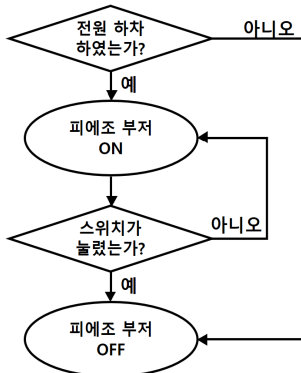 전원 하차
하였는가?
아니오
예
피에조 부저
ON
스위치가
눌렸는가?
아니오
예
피에조 부저
OFF